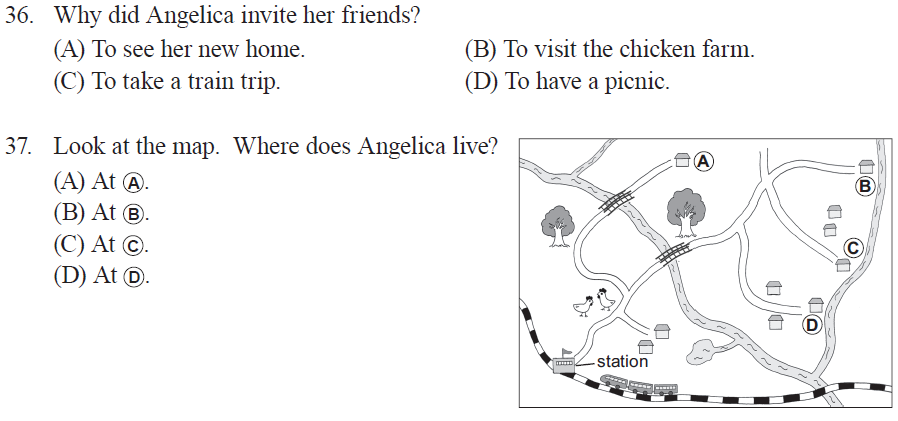 36. Why did Angelica invite her friends?
(A) To see her new home. (B) To visit the chicken farm.
(C) To take a train trip. (D) To have a picnic.
37. Look at the map. Where does Angelica live?
(A) At Ⓐ.
(B) At Ⓑ.
(C) At Ⓒ.
(D) At Ⓓ.
Ⓐ
Ⓑ
Ⓒ
Ⓓ
station